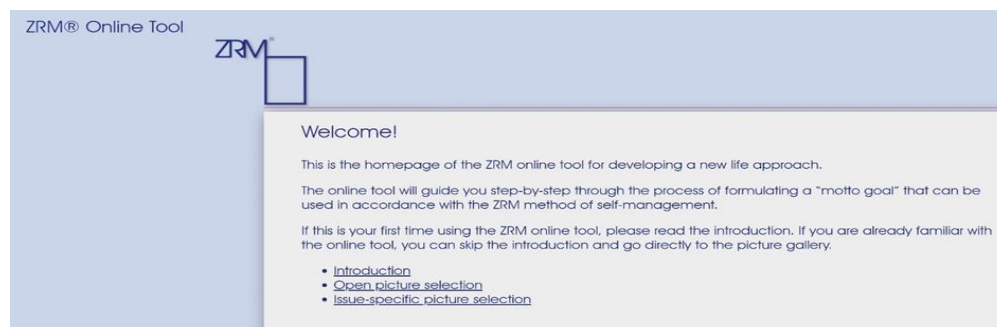 ZRM® Online Tool
ZRM®
Welcome!
This is the homepage of the ZRM online tool for developing a new life approach.
The online tool will guide you step-by-step through the process of formulating a "motto goal" that can be
used in accordance with the ZRM method of self-management.
If this is your first time using the ZRM online tool, please read the introduction. If you are already familiar with
the online tool, you can skip the introduction and go directly to the picture gallery.
• Introduction
• Open picture selection
• Issue-specific picture selection